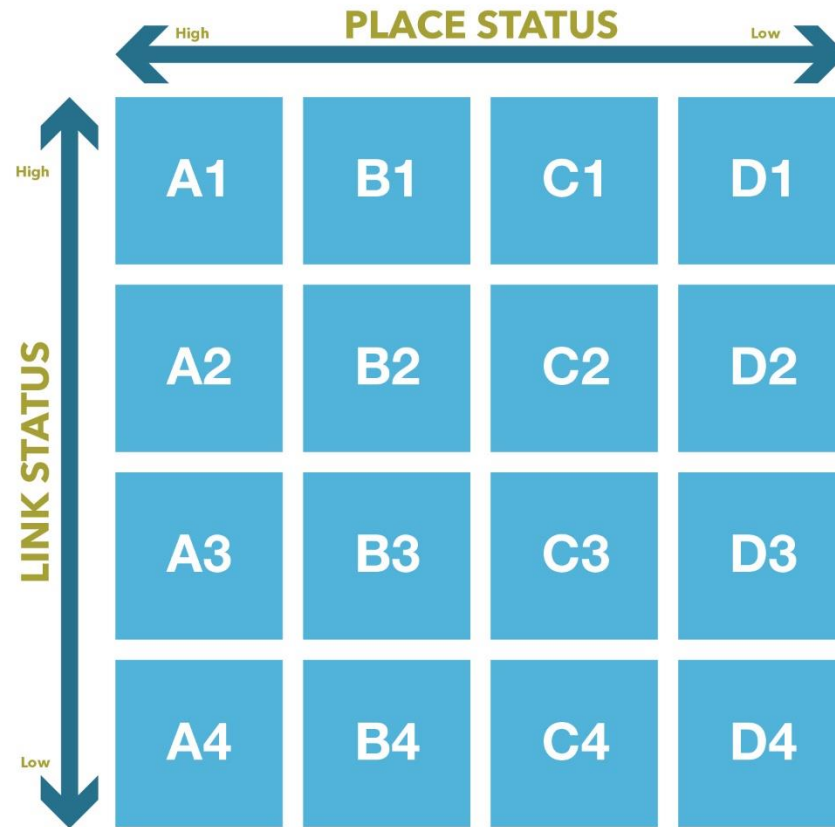 PLACE STATUS
High
Low
LINK STATUS
High
Low
A1 B1 C1 D1
A2 B2 C2 D2
A3 B3 C3 D3
A4 B4 C4 D4